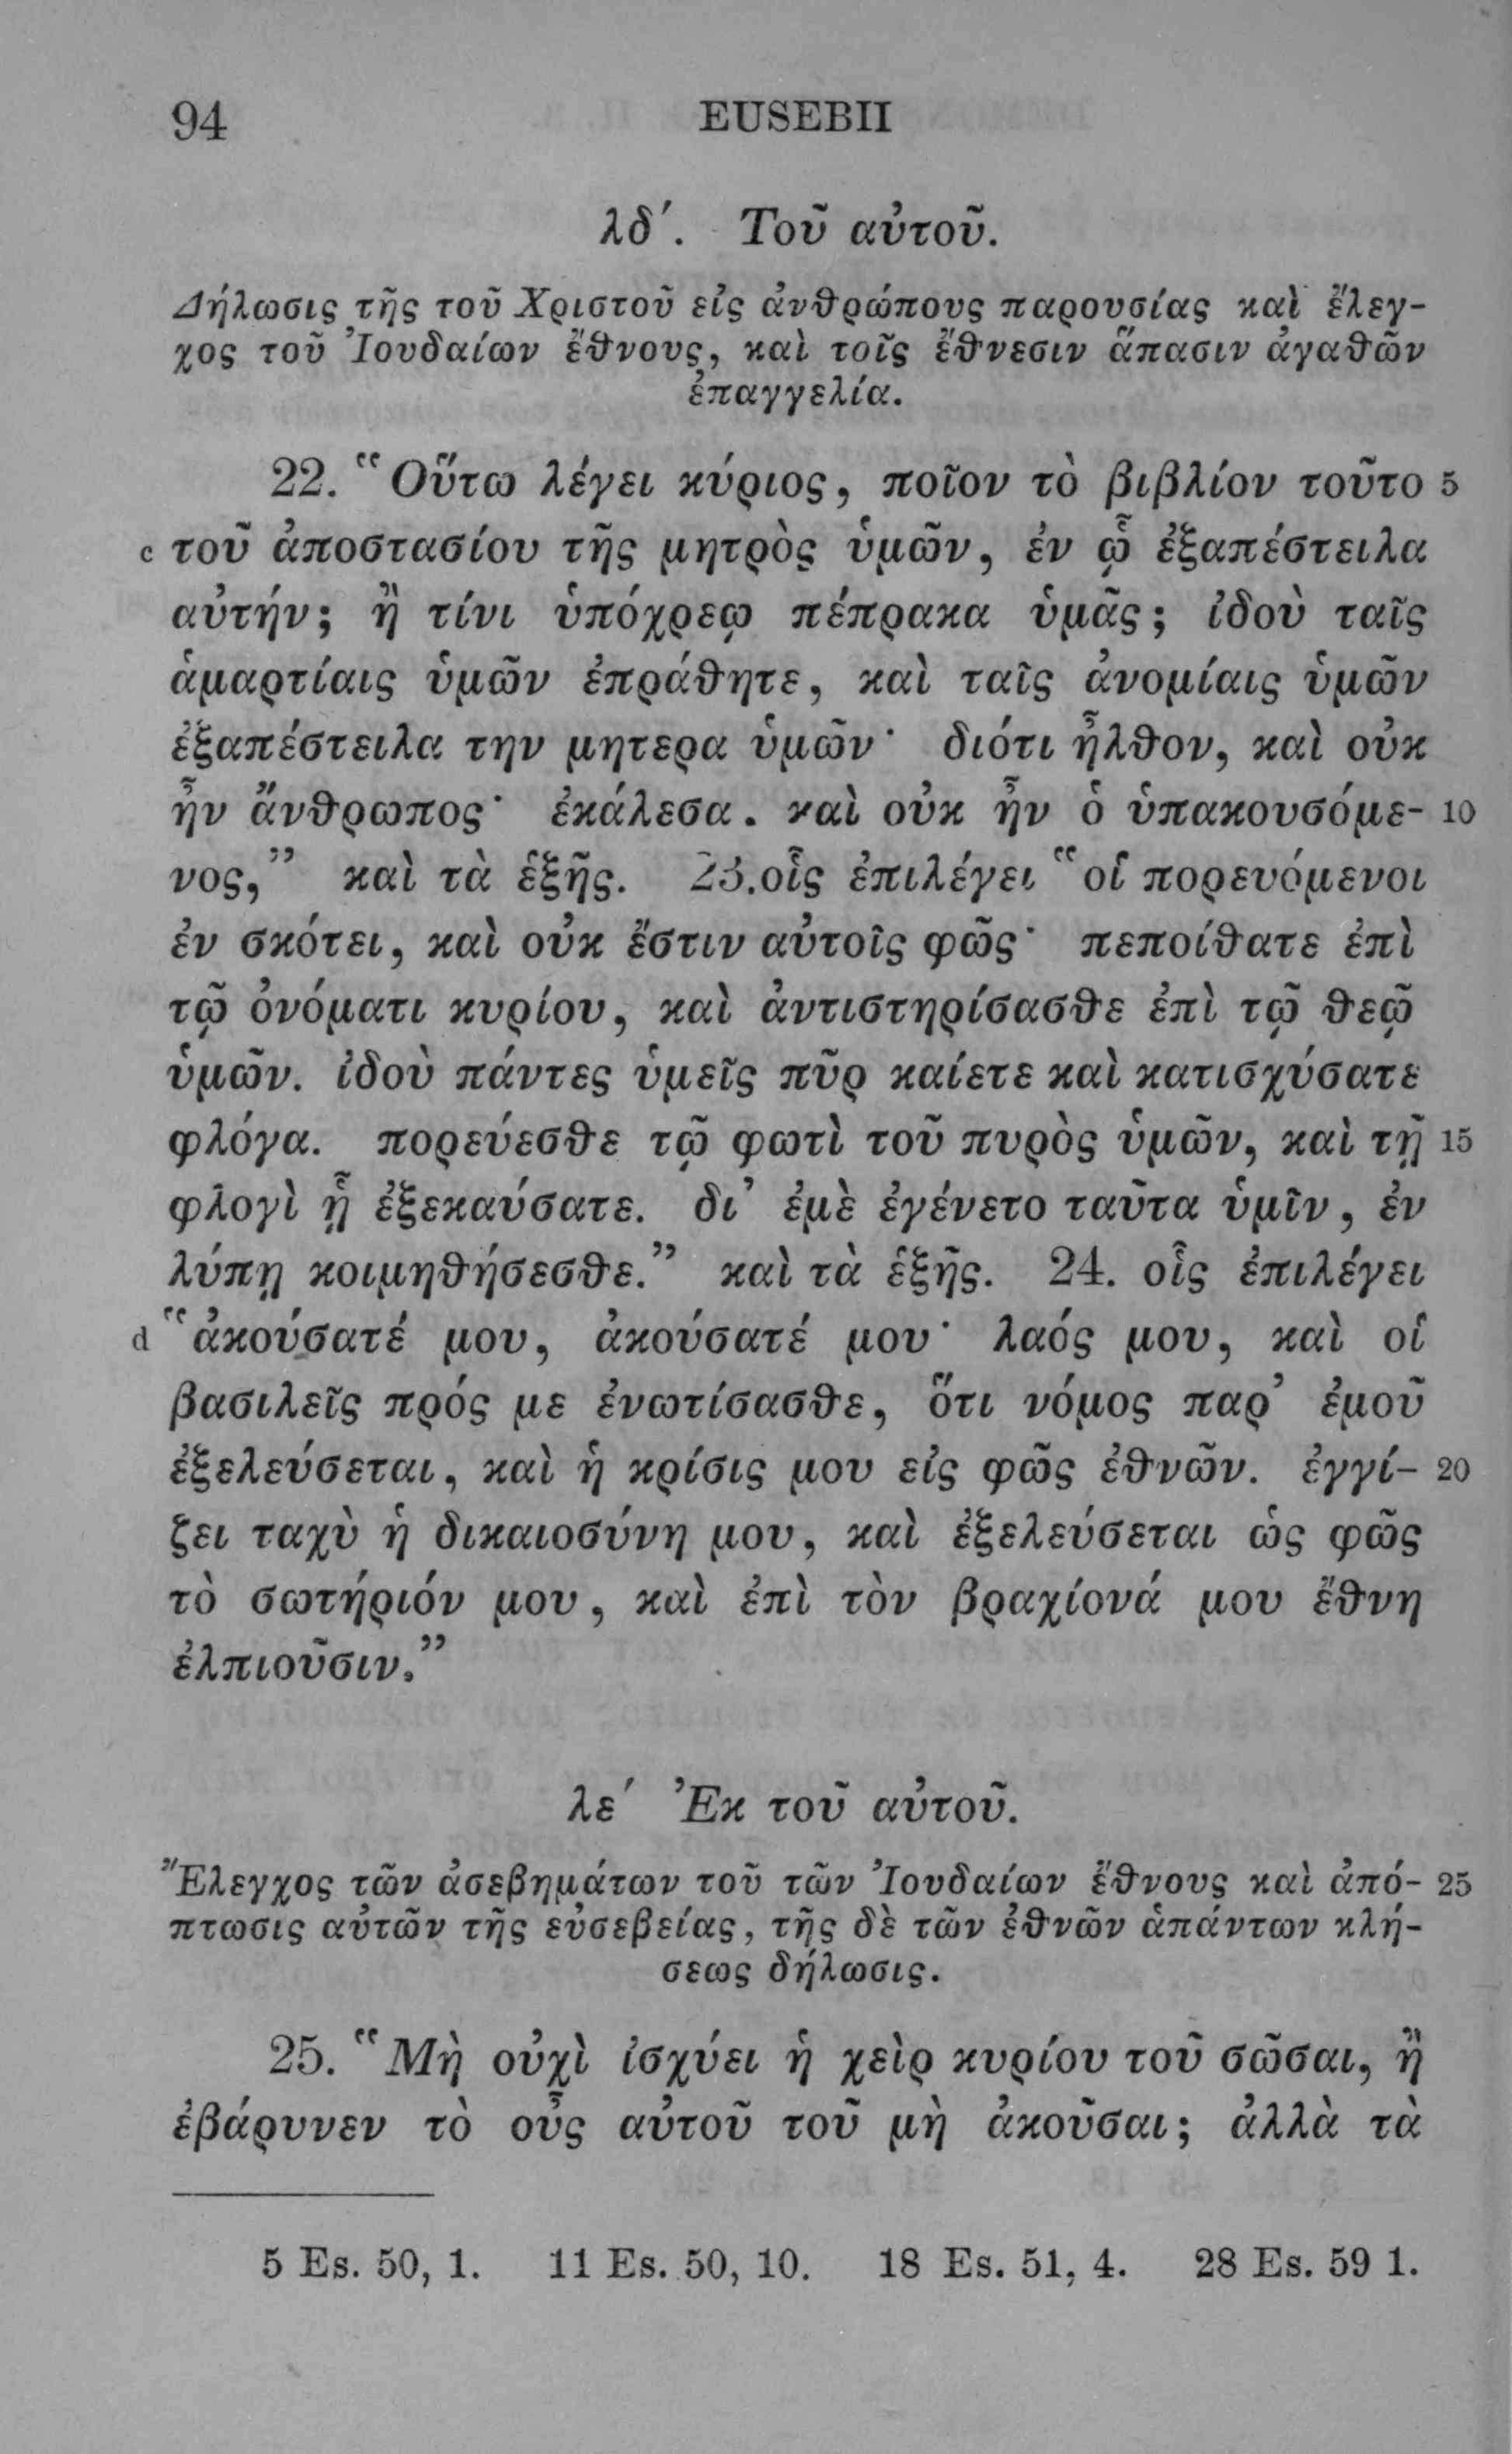 94 EUSEBII
λδ΄. Τοῦ αὐτοῦ.
Δήλωσις τῆς τοῦ Χριστοῦ εἰς ἀνθρώπους παρουσίας καὶ ἔλεγ-
χος τοῦ Ἰουδαίων ἔθνους, καὶ τοῖς ἔθνεσιν ἅπασιν ἀγαθῶν
ἐπαγγελία.
22. “Οὕτω λέγει κύριος, ποῖον τὸ βιβλίον τοῦτο 5
c τοῦ ἀποστασίου τῆς μητρὸς ὑμῶν, ἐν ᾧ ἐξαπέστειλα
αὐτήν; ἢ τίνι ὑπόχρεῳ πέπρακα ὑμᾶς; ἰδοὺ ταῖς
ἁμαρτίαις ὑμῶν ἐπράθητε, καὶ ταῖς ἀνομίαις ὑμῶν
ἐξαπέστειλα την μητερα ὑμῶν· διότι ἦλθον, καὶ οὐκ
ἦν ἄνθρωπος· ἐκάλεσα. καὶ οὐκ ἦν ὁ ὑπακουσόμε- 10
νος,” καὶ τὰ ἑξῆς. 23. οἷς ἐπιλέγει “οἱ πορευόμενοι
ἐν σκότει, καὶ οὐκ ἔστιν αὐτοῖς φῶς· πεποίθατε ἐπὶ
τῷ ὀνόματι κυρίου, καὶ ἀντιστηρίσασθε ἐπὶ τῷ θεῷ
ὑμῶν. ἰδοὺ πάντες ὑμεῖς πῦρ καίετε καὶ κατισχύσατε
φλόγα. πορεύεσθε τῷ φωτὶ τοῦ πυρὸς ὑμῶν, καὶ τῇ 15
φλογὶ ᾗ ἐξεκαύσατε. δι’ ἐμὲ ἐγένετο ταῦτα ὑμῖν, ἐν
λύπῃ κοιμηθήσεσθε.” καὶ τὰ ἑξῆς. 24. οἷς ἐπιλέγει
d “ἀκούσατέ μου, ἀκούσατέ μου· λαός μου, καὶ οἱ
βασιλεῖς πρός με ἐνωτίσασθε, ὅτι νόμος παρ’ ἐμοῦ
ἐξελεύσεται, καὶ ἡ κρίσις μου εἰς φῶς ἐθνῶν. ἐγγί- 20
ζει ταχὺ ἡ δικαιοσύνη μου, καὶ ἐξελεύσεται ὡς φῶς
τὸ σωτήριόν μου, καὶ ἐπὶ τὸν βραχίονά μου ἔθνη
ἐλπιοῦσιν.”
λε΄ Ἐκ τοῦ αὐτοῦ.
Ἔλεγχος τῶν ἀσεβημάτων τοῦ τῶν Ἰουδαίων ἔθνους καὶ ἀπό- 25
πτωσις αὐτῶν τῆς εὐσεβείας, τῆς δὲ τῶν ἐθνῶν ἁπάντων κλή-
σεως δήλωσις.
25. “Μὴ οὐχὶ ἰσχύει ἡ χεὶρ κυρίου τοῦ σῶσαι, ἢ
ἐβάρυνεν τὸ οὖς αὐτοῦ τοῦ μὴ ἀκοῦσαι; ἀλλὰ τὰ
5 Es. 50, 1. 11 Es. 50, 10. 18 Es. 51, 4. 28 Es. 59 1.